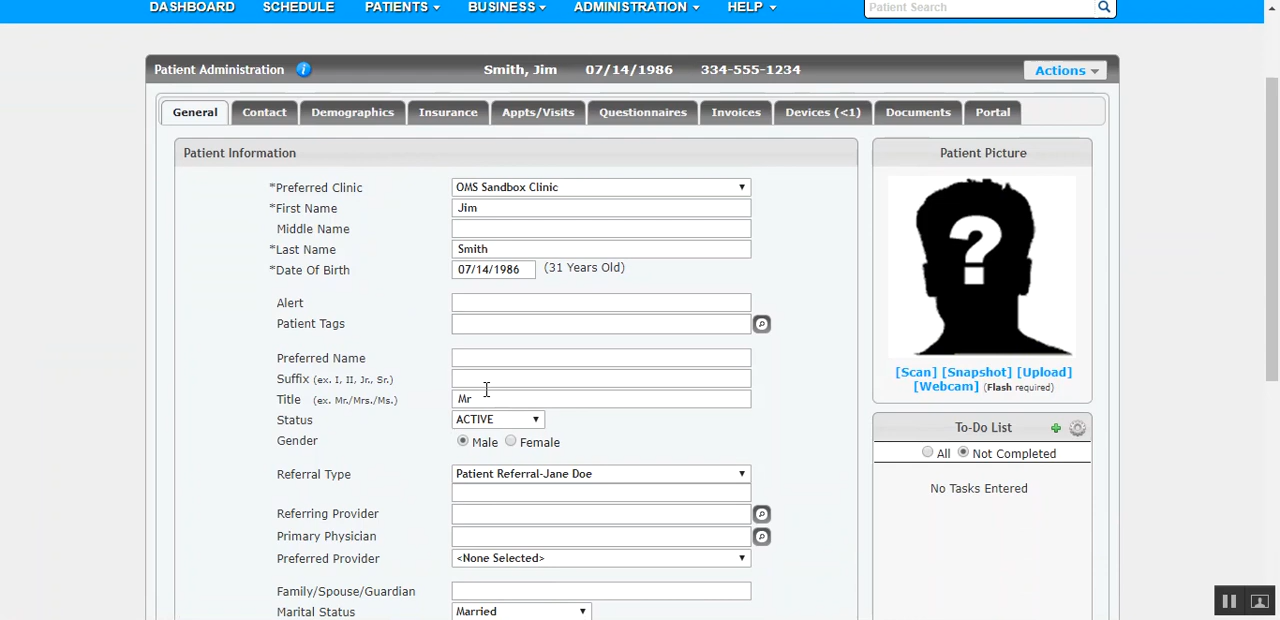 DASHBOARD SCHEDULE PATIENTS BUSINESS ADMINISTRATION HELP Patient Search
Patient Administration Smith, Jim 07/14/1986 334-555-1234 Actions
General Contact Demographics Insurance Appts/Visits Questionnaires Invoices Devices (<1) Documents Portal
Patient Information
*Preferred Clinic OMS Sandbox Clinic
*First Name Jim
Middle Name
*Last Name Smith
*Date Of Birth 07/14/1986 (31 Years Old)
Alert
Patient Tags
Preferred Name
Suffix (ex. I, II, Jr., Sr.)
Title (ex. Mr./Mrs./Ms.) Mr
Status ACTIVE
Gender Male Female
Referral Type Patient Referral-Jane Doe
Referring Provider
Primary Physician
Preferred Provider <None Selected>
Family/Spouse/Guardian
Marital Status Married
Patient Picture
[Scan] [Snapshot] [Upload]
[Webcam] (Flash required)
To-Do List
All Not Completed
No Tasks Entered